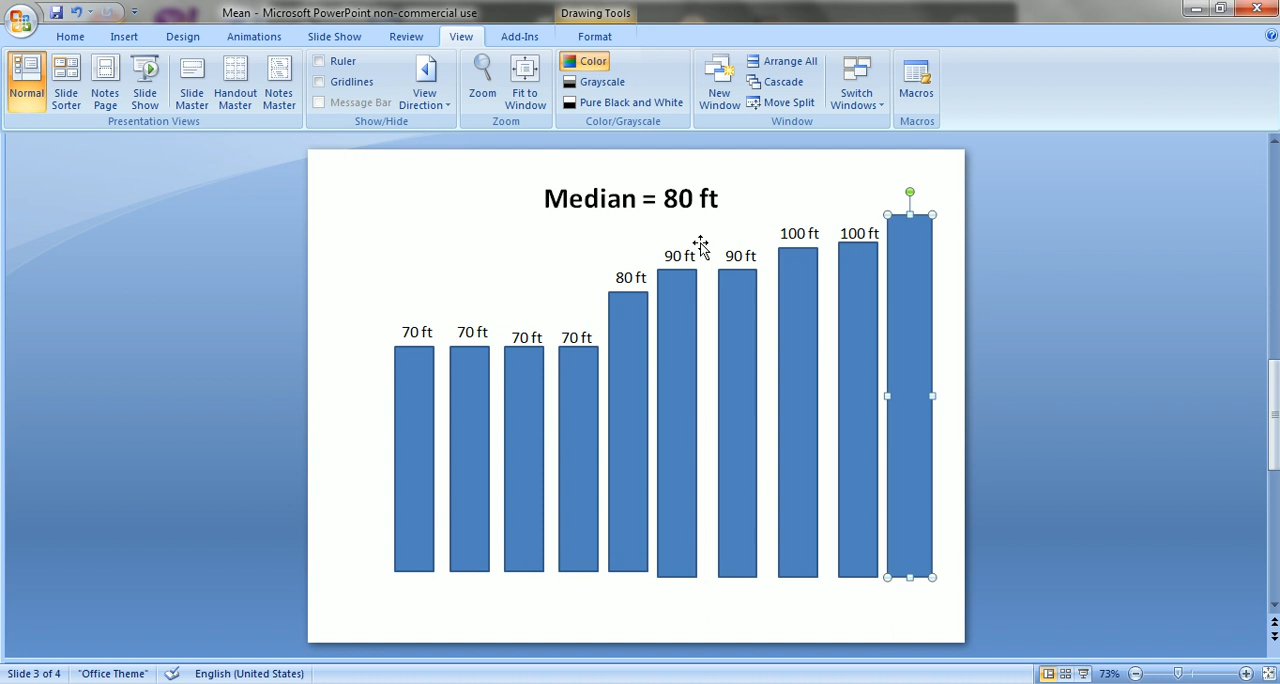 Mean - Microsoft PowerPoint non-commercial use
Drawing Tools
Home Insert Design Animations Slide Show Review View Add-Ins Format
Normal
Slide Sorter
Notes Page
Slide Show
Slide Master
Handout Master
Notes Master
Presentation Views
Ruler
Gridlines
Message Bar
View Direction
Show/Hide
Zoom
Fit to Window
Zoom
Color
Grayscale
Pure Black and White
Color/Grayscale
New Window
Arrange All
Cascade
Move Split
Switch Windows
Window
Macros
Macros
Median = 80 ft
70 ft 70 ft 70 ft 70 ft 80 ft 90 ft 90 ft 100 ft 100 ft
Slide 3 of 4 "Office Theme" English (United States) 73%